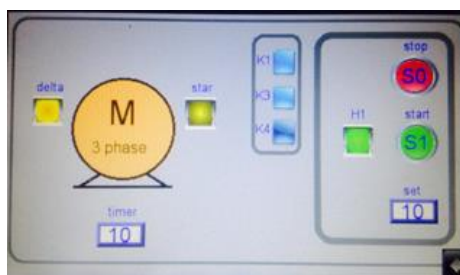 delta
star
M
3 phase
timer
10
K1
K3
K4
stop
S0
H1
start
S1
set
10